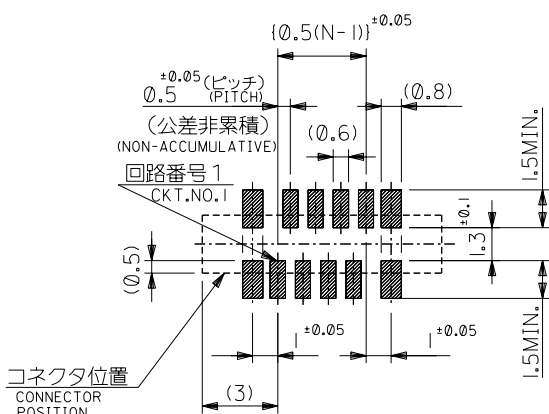 {0.5(N-1)}±0.05
0.5±0.05(ピッチ)
(PITCH)
(0.8)
(公差非累積)
(NON-ACCUMULATIVE)
(0.6)
回路番号1
CKT.NO.1
1.5MIN.
1.3±0.1
(0.5)
1±0.05
1±0.05
1.5MIN.
コネクタ位置
CONNECTOR
POSITION
(3)